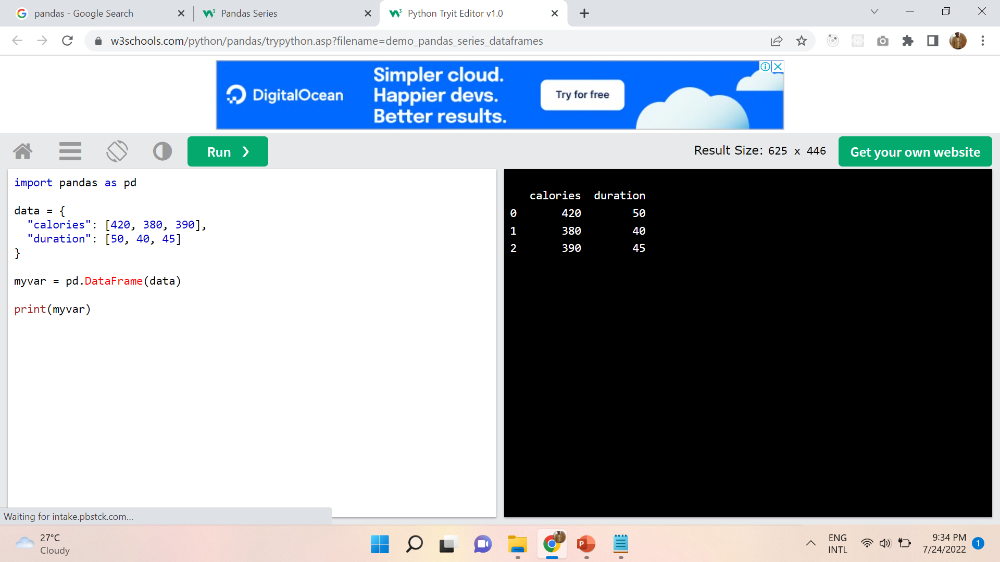 pandas - Google Search
Pandas Series
Python Tryit Editor v1.0
w3schools.com/python/pandas/trypython.asp?filename=demo_pandas_series_dataframes
DigitalOcean
Simpler cloud.
Happier devs.
Better results.
Try for free
Run ❯
Result Size: 625 x 446
Get your own website
import pandas as pd
data = {
  "calories": [420, 380, 390],
  "duration": [50, 40, 45]
}
myvar = pd.DataFrame(data)
print(myvar)
   calories  duration
0       420        50
1       380        40
2       390        45
Waiting for intake.pbstck.com...
27°C
Cloudy
P
ENG
INTL
9:34 PM
7/24/2022
1